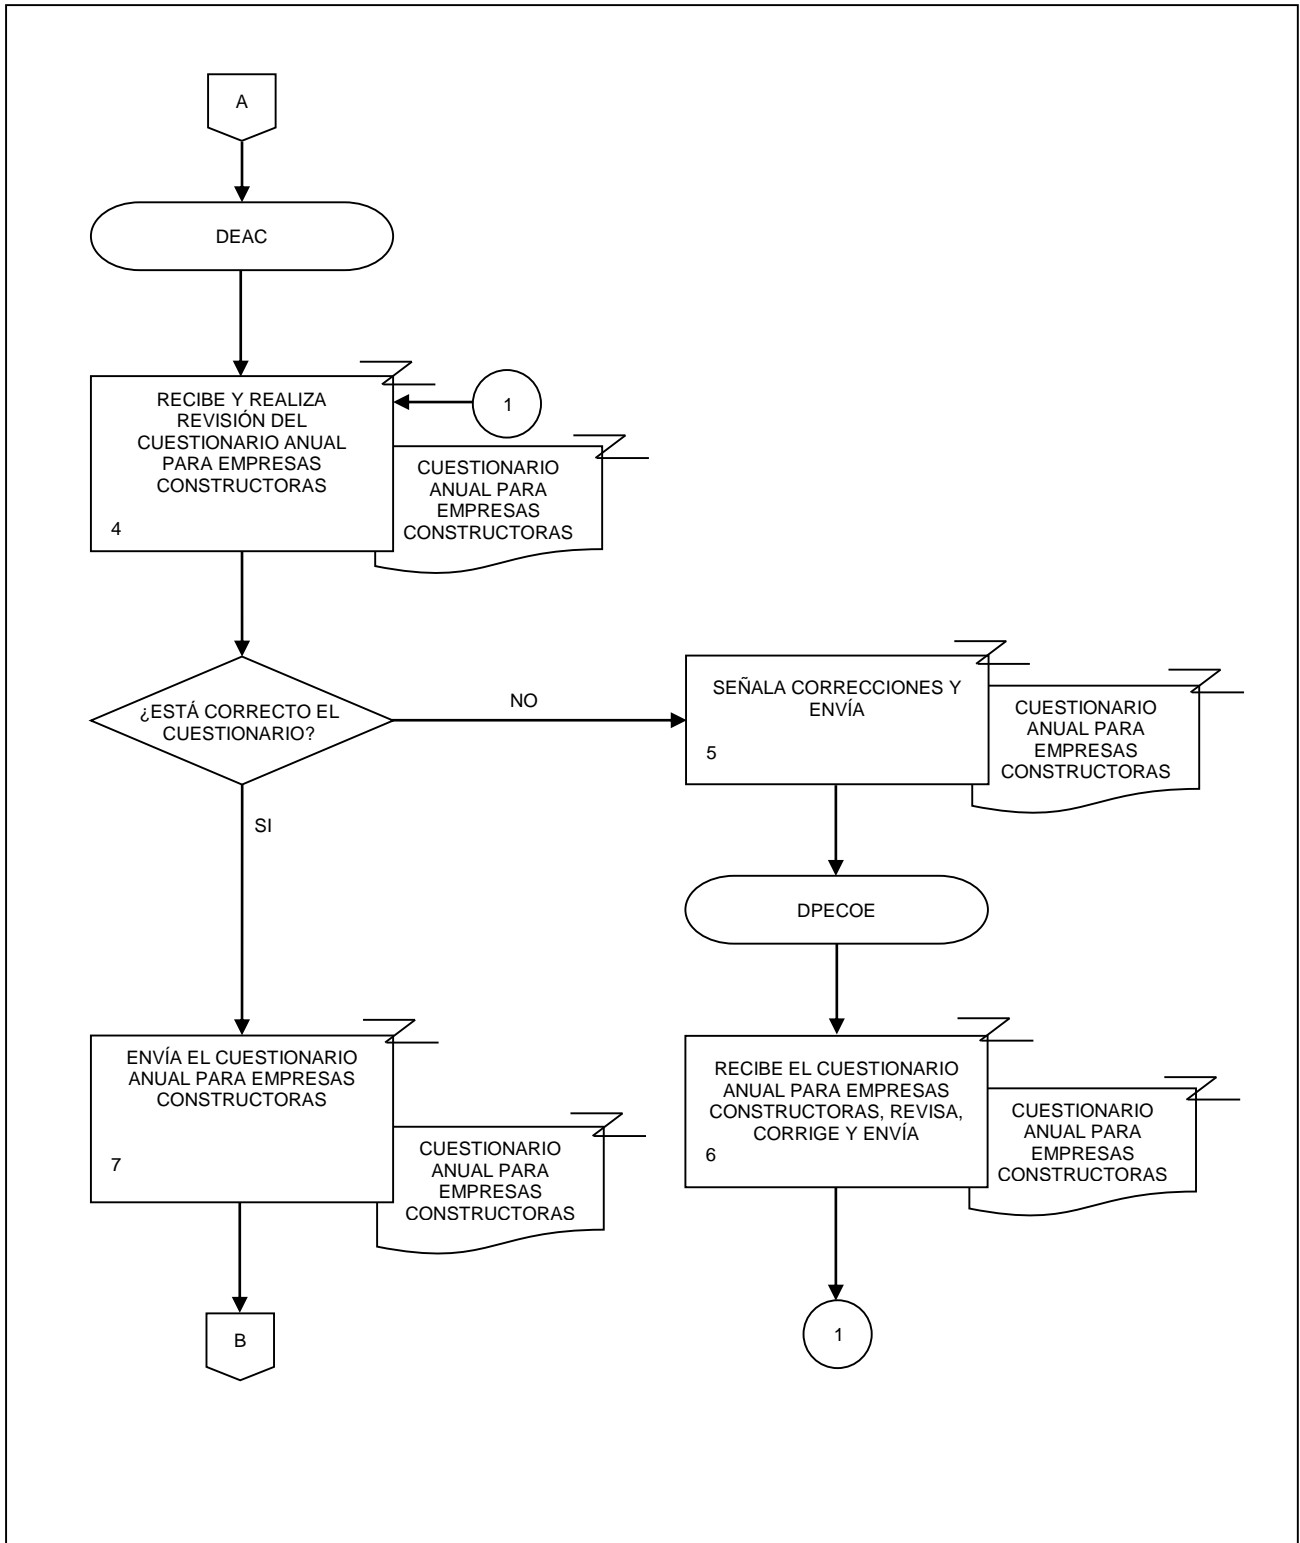 A
DEAC
RECIBE Y REALIZA
REVISIÓN DEL
CUESTIONARIO ANUAL
PARA EMPRESAS
CONSTRUCTORAS
4
1
CUESTIONARIO
ANUAL PARA
EMPRESAS
CONSTRUCTORAS
¿ESTÁ CORRECTO EL
CUESTIONARIO?
NO
SI
SEÑALA CORRECCIONES Y
ENVÍA
5
CUESTIONARIO
ANUAL PARA
EMPRESAS
CONSTRUCTORAS
DPECOE
RECIBE EL CUESTIONARIO
ANUAL PARA EMPRESAS
CONSTRUCTORAS, REVISA,
CORRIGE Y ENVÍA
6
CUESTIONARIO
ANUAL PARA
EMPRESAS
CONSTRUCTORAS
1
ENVÍA EL CUESTIONARIO
ANUAL PARA EMPRESAS
CONSTRUCTORAS
7
CUESTIONARIO
ANUAL PARA
EMPRESAS
CONSTRUCTORAS
B